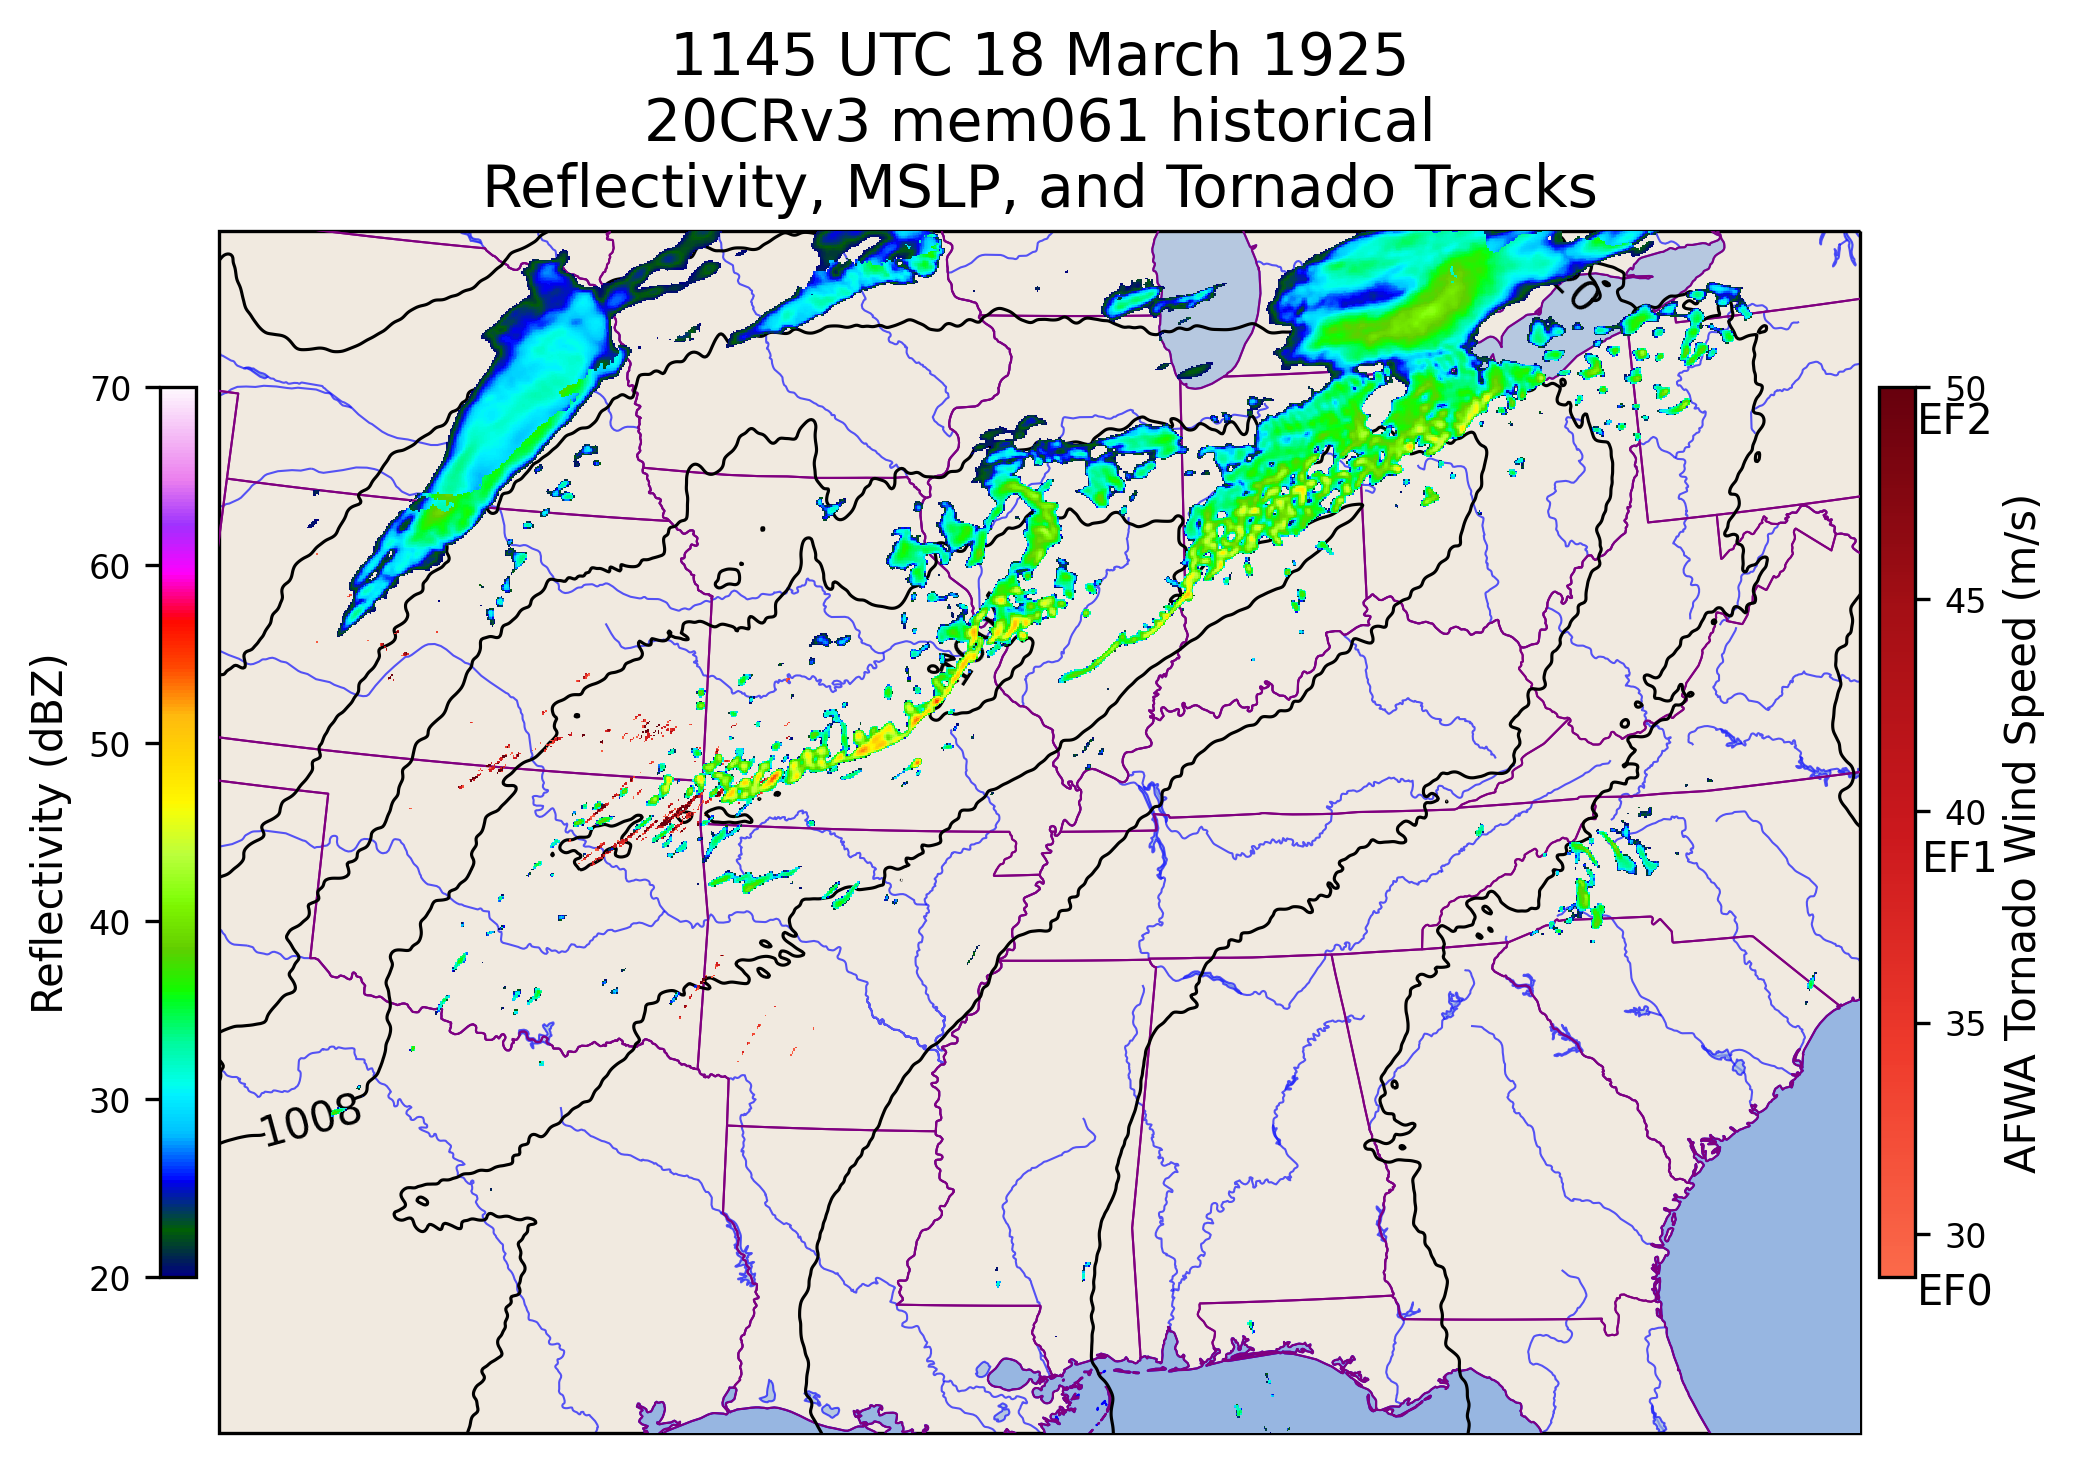 1145 UTC 18 March 1925
20CRv3 mem061 historical
Reflectivity, MSLP, and Tornado Tracks
Reflectivity (dBZ)
70
60
50
40
30
20
1008
50
EF2
45
40
EF1
35
30
EF0
AFWA Tornado Wind Speed (m/s)